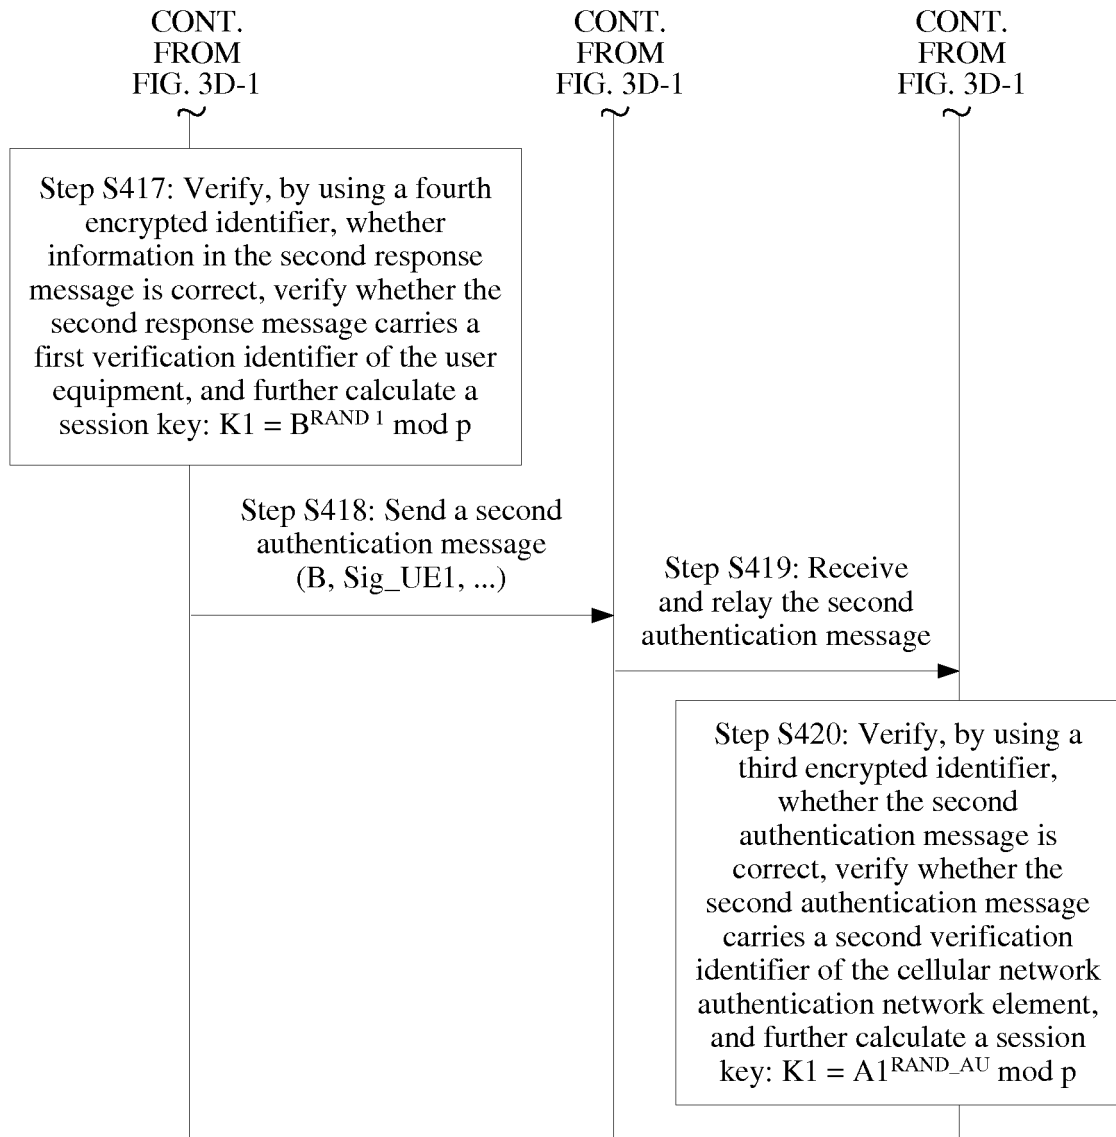 CONT.
FROM
FIG. 3D-1
CONT.
FROM
FIG. 3D-1
CONT.
FROM
FIG. 3D-1
Step S417: Verify, by using a fourth
encrypted identifier, whether
information in the second response
message is correct, verify whether the
second response message carries a
first verification identifier of the user
equipment, and further calculate a
session key: K1 = B^RAND 1 mod p
Step S418: Send a second
authentication message
(B, Sig_UE1, ...)
Step S419: Receive
and relay the second
authentication message
Step S420: Verify, by using a
third encrypted identifier,
whether the second
authentication message is
correct, verify whether the
second authentication message
carries a second verification
identifier of the cellular network
authentication network element,
and further calculate a session
key: K1 = A1^RAND_AU mod p